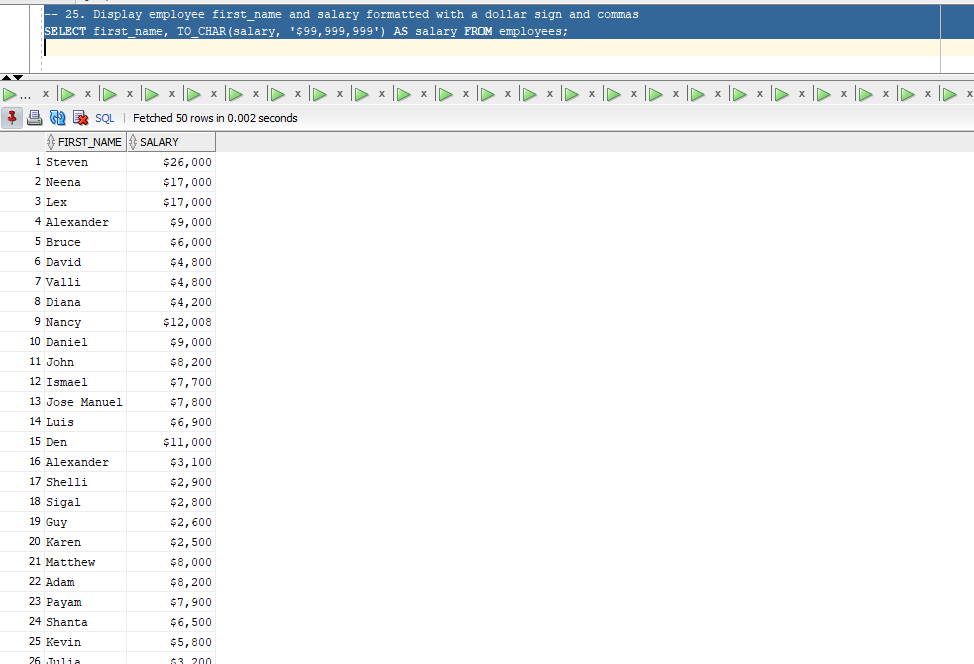 -- 25. Display employee first_name and salary formatted with a dollar sign and commas
SELECT first_name, TO_CHAR(salary, '$99,999,999') AS salary FROM employees;
... x x x x x x x x x x x x x x x x x x x x x x x
SQL | Fetched 50 rows in 0.002 seconds
FIRST_NAME SALARY
1 Steven $26,000
2 Neena $17,000
3 Lex $17,000
4 Alexander $9,000
5 Bruce $6,000
6 David $4,800
7 Valli $4,800
8 Diana $4,200
9 Nancy $12,008
10 Daniel $9,000
11 John $8,200
12 Ismael $7,700
13 Jose Manuel $7,800
14 Luis $6,900
15 Den $11,000
16 Alexander $3,100
17 Shelli $2,900
18 Sigal $2,800
19 Guy $2,600
20 Karen $2,500
21 Matthew $8,000
22 Adam $8,200
23 Payam $7,900
24 Shanta $6,500
25 Kevin $5,800
26 Julia $3,200